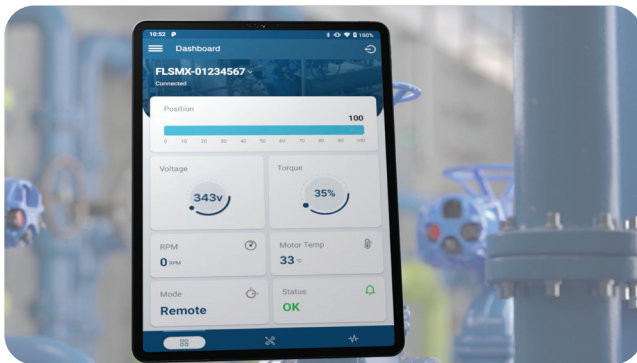 10:52 P 100%
Dashboard
FLSMX-01234567
Connected
Position
100
0 10 20 30 40 50 60 70 80 90 100
Voltage
343v
Torque
35%
RPM
0 RPM
Motor Temp
33 °C
Mode
Remote
Status
OK